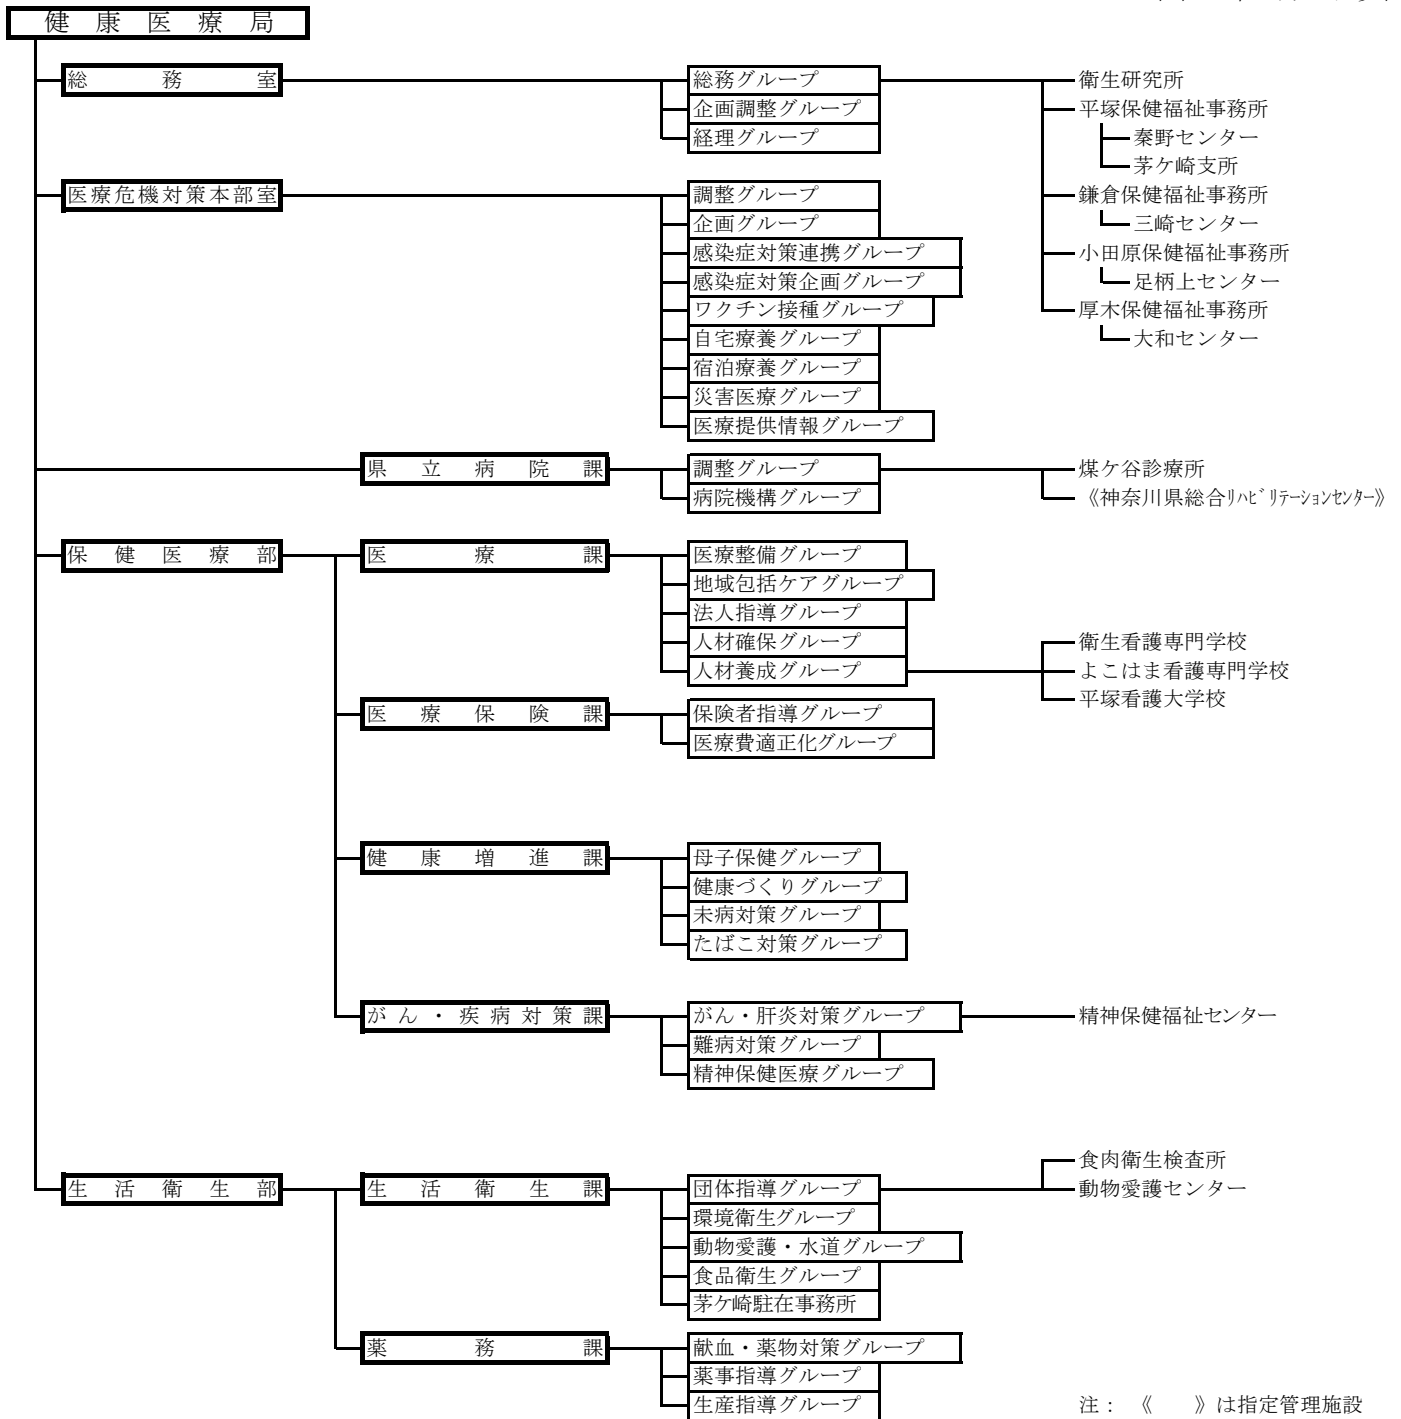 健康医療局
総務室 総務グループ 衛生研究所
企画調整グループ 平塚保健福祉事務所
経理グループ 秦野センター
茅ケ崎支所
医療危機対策本部室 調整グループ 鎌倉保健福祉事務所
企画グループ 三崎センター
感染症対策連携グループ 小田原保健福祉事務所
感染症対策企画グループ 足柄上センター
ワクチン接種グループ 厚木保健福祉事務所
自宅療養グループ 大和センター
宿泊療養グループ
災害医療グループ
医療提供情報グループ
県立病院課 調整グループ 煤ケ谷診療所
病院機構グループ 《神奈川県総合ﾘﾊﾋﾞﾘﾃｰｼｮﾝｾﾝﾀｰ》
保健医療部 医療課 医療整備グループ
地域包括ケアグループ
法人指導グループ
人材確保グループ 衛生看護専門学校
人材養成グループ よこはま看護専門学校
平塚看護大学校
医療保険課 保険者指導グループ
医療費適正化グループ
健康増進課 母子保健グループ
健康づくりグループ
未病対策グループ
たばこ対策グループ
がん・疾病対策課 がん・肝炎対策グループ 精神保健福祉センター
難病対策グループ
精神保健医療グループ
食肉衛生検査所
生活衛生部 生活衛生課 団体指導グループ 動物愛護センター
環境衛生グループ
動物愛護・水道グループ
食品衛生グループ
茅ケ崎駐在事務所
薬務課 献血・薬物対策グループ
薬事指導グループ
生産指導グループ 注： 《　　》は指定管理施設